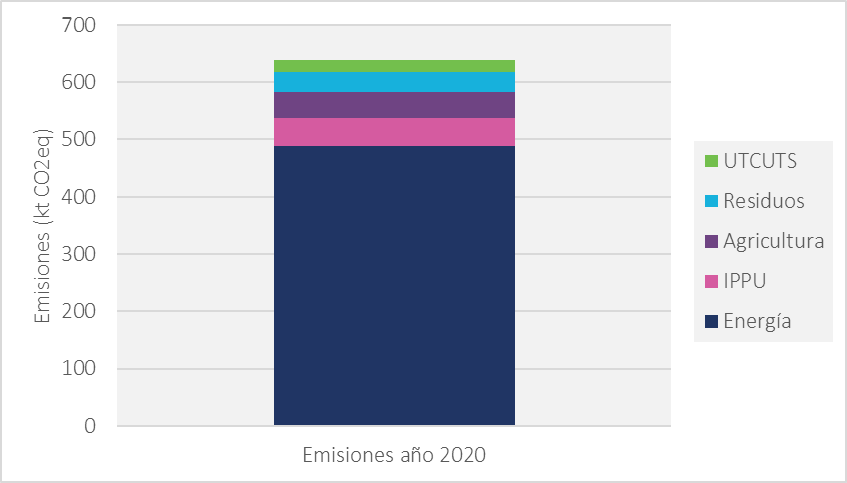 700
600
500
400
300
200
100
0
Emisiones (kt CO2eq)
Emisiones año 2020
UTCUTS
Residuos
Agricultura
IPPU
Energía